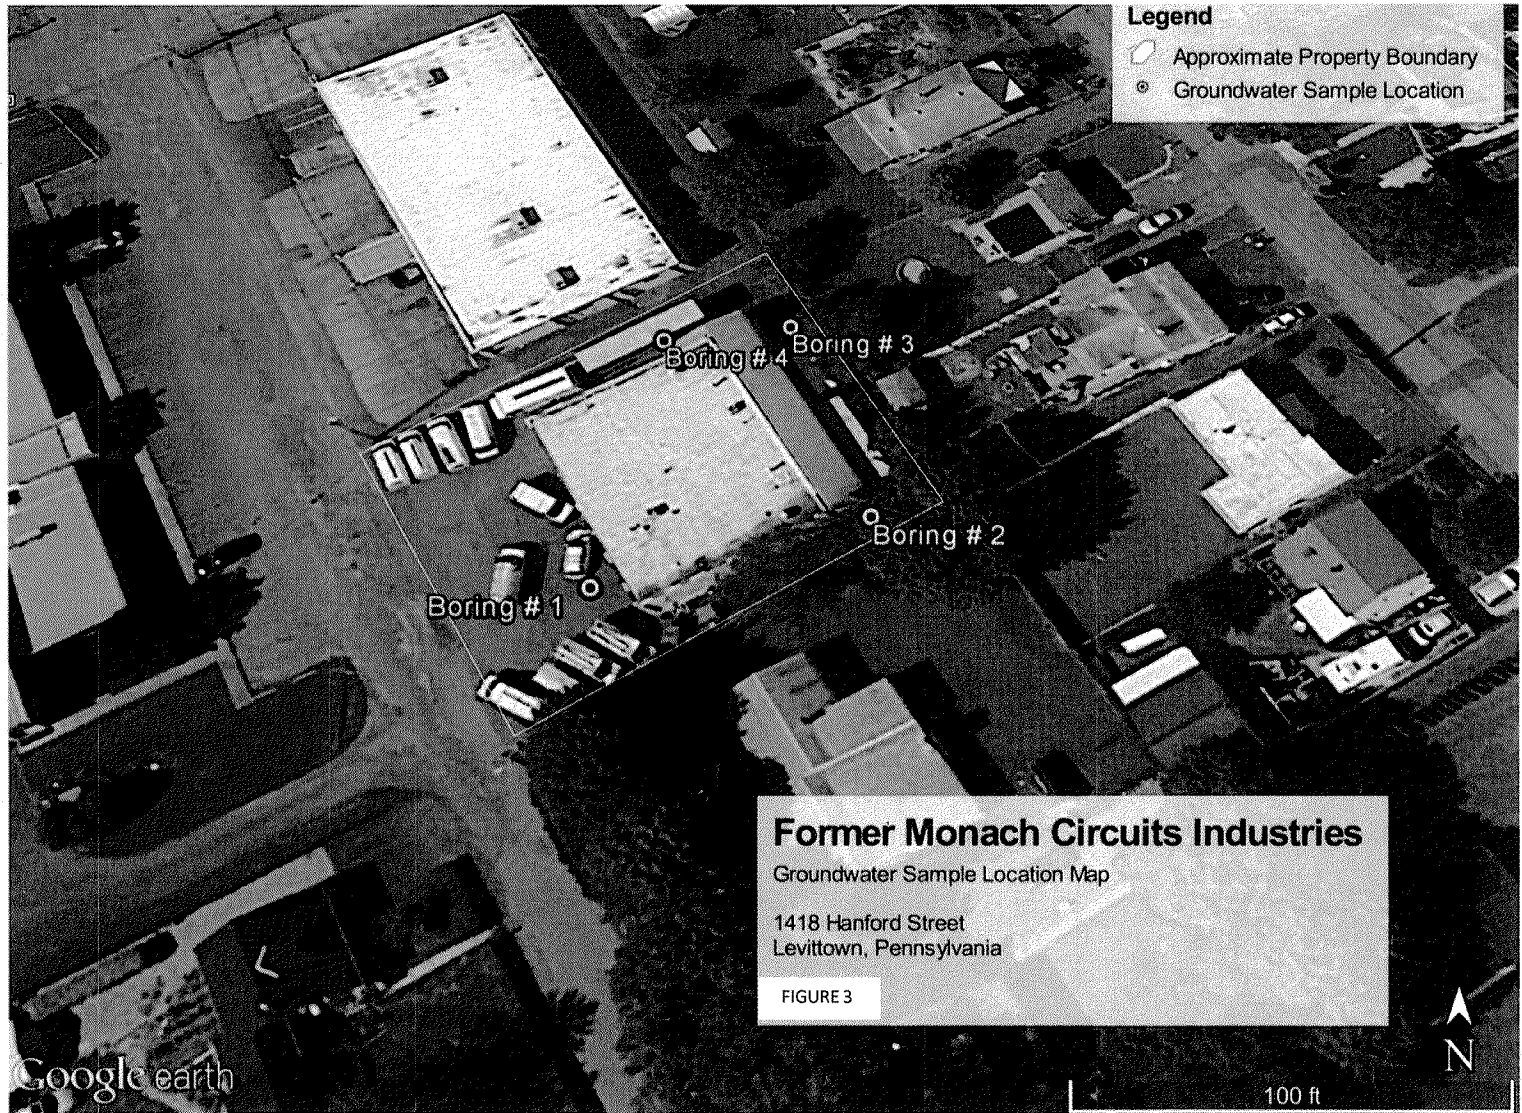 Legend
Approximate Property Boundary
Groundwater Sample Location
Boring # 4
Boring # 3
Boring # 2
Boring # 1
Former Monach Circuits Industries
Groundwater Sample Location Map
1418 Hanford Street
Levittown, Pennsylvania
FIGURE 3
Google earth
N
100 ft